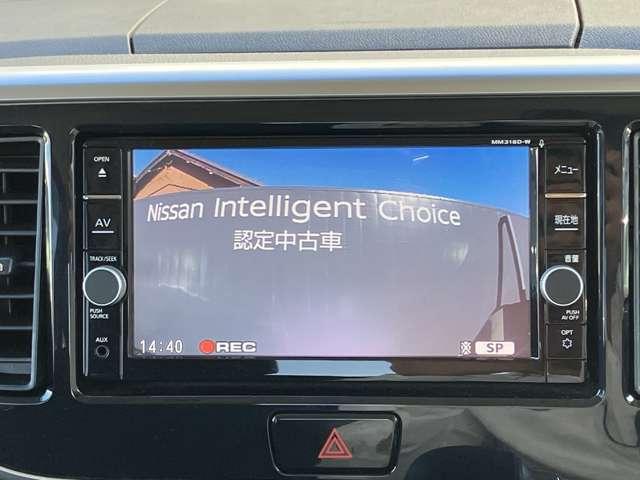 MM318D-W
OPEN
メニュー
AV
現在地
TRACK/SEEK
音量
PUSH
SOURCE
PUSH
AV OFF
AUX
OPT
Nissan Intelligent Choice
認定中古車
14:40
REC
SP